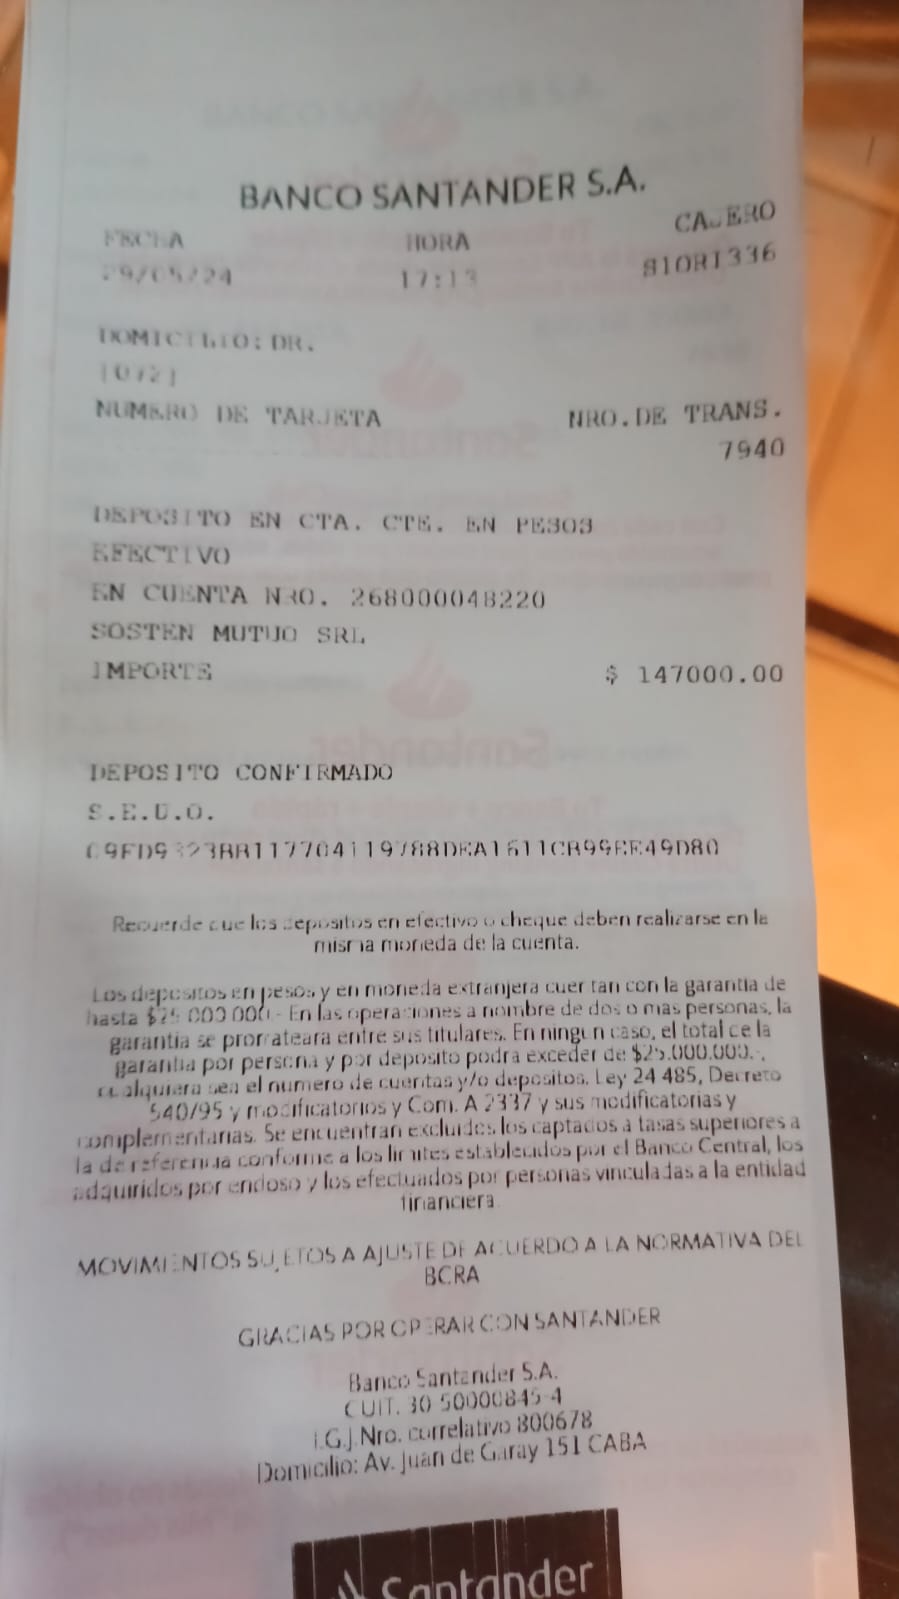 BANCO SANTANDER S.A.
FECHA HORA CAJERO
29/05/24 17:13 S1ORI336
DOMICILIO: DR.
NUMERO DE TARJETA NRO.DE TRANS.
7940
DEPOSITO EN CTA. CTE. EN PESOS
EFECTIVO
EN CUENTA NRO. 268000048220
SOSTEN MUTUO SRL
IMPORTE $ 147000.00
DEPOSITO CONFIRMADO
S.E.U.O.
Recuerde que los depositos en efectivo o cheque deben realizarse en la
misma moneda de la cuenta.
Los depositos en pesos y en moneda extranjera cuentan con la garantia de
hasta $25.000.000.- En las operaciones a nombre de dos o mas personas, la
garantia se prorrateara entre sus titulares. En ningun caso, el total de la
garantia por persona y por deposito podra exceder de $25.000.000.-,
cualquiera sea el numero de cuentas y/o depositos. Ley 24 485, Decreto
540/95 y modificatorios y Com. A 2337 y sus modificatorias y
complementarias. Se encuentran excluidos los captados a tasas superiores a
la de referencia conforme a los limites establecidos por el Banco Central, los
adquiridos por endoso y los efectuados por personas vinculadas a la entidad
financiera.
MOVIMIENTOS SUJETOS A AJUSTE DE ACUERDO A LA NORMATIVA DEL
BCRA
GRACIAS POR OPERAR CON SANTANDER
Banco Santander S.A.
CUIT. 30 50000845-4
I.G.J.Nro. correlativo 800678
Domicilio: Av. Juan de Garay 151 CABA
Santander